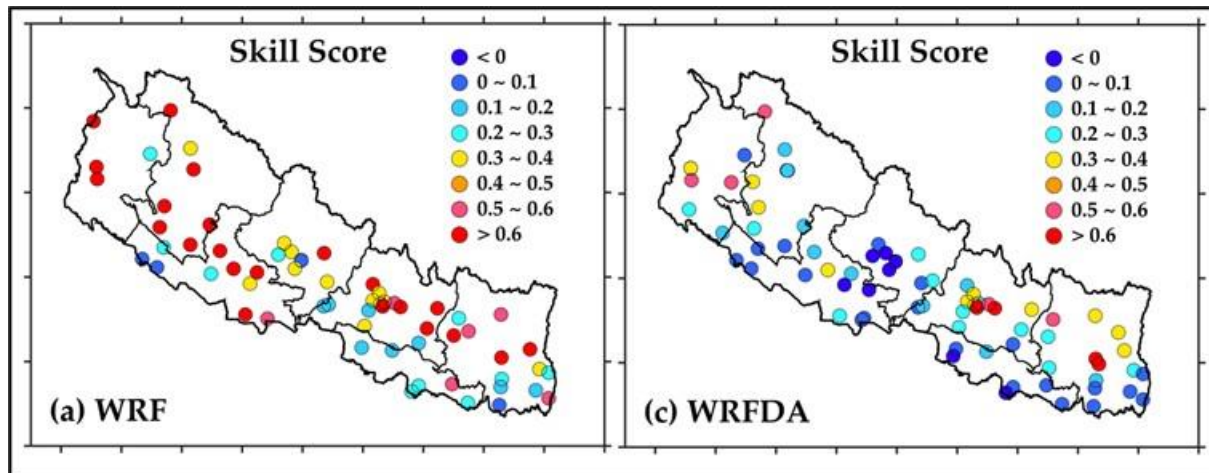 Skill Score
< 0
0 ~ 0.1
0.1 ~ 0.2
0.2 ~ 0.3
0.3 ~ 0.4
0.4 ~ 0.5
0.5 ~ 0.6
> 0.6
(a) WRF
Skill Score
< 0
0 ~ 0.1
0.1 ~ 0.2
0.2 ~ 0.3
0.3 ~ 0.4
0.4 ~ 0.5
0.5 ~ 0.6
> 0.6
(c) WRFDA